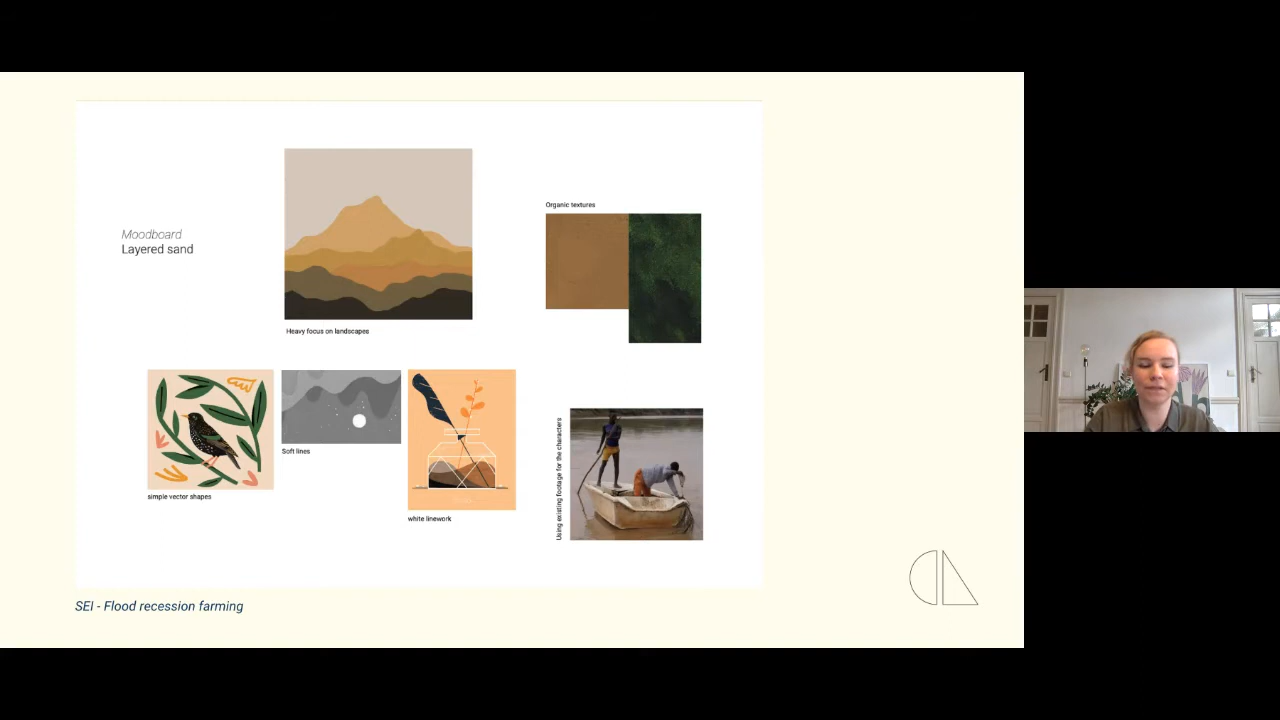 Moodboard
Layered sand
Heavy focus on landscapes
Organic textures
simple vector shapes
Soft lines
white linework
Using existing footage for the characters
SEI - Flood recession farming